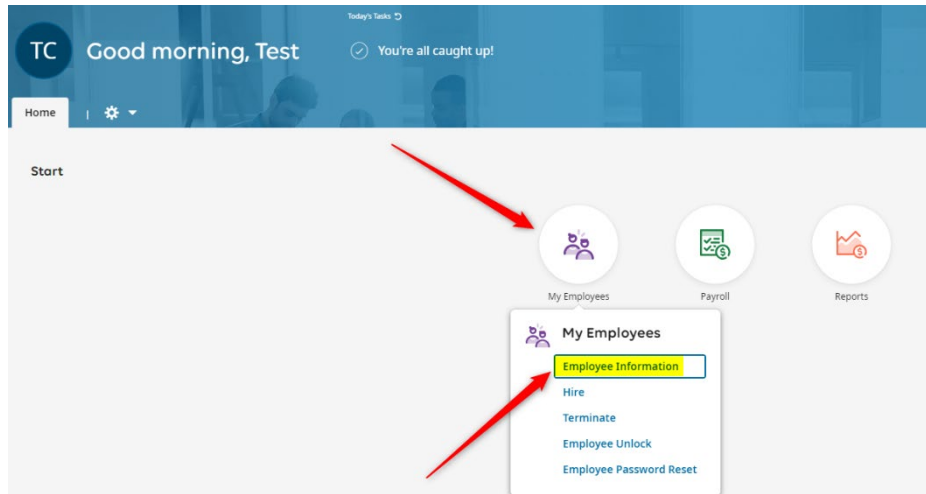 Today's Tasks
TC
Good morning, Test
You're all caught up!
Home
Start
My Employees
Payroll
Reports
My Employees
Employee Information
Hire
Terminate
Employee Unlock
Employee Password Reset